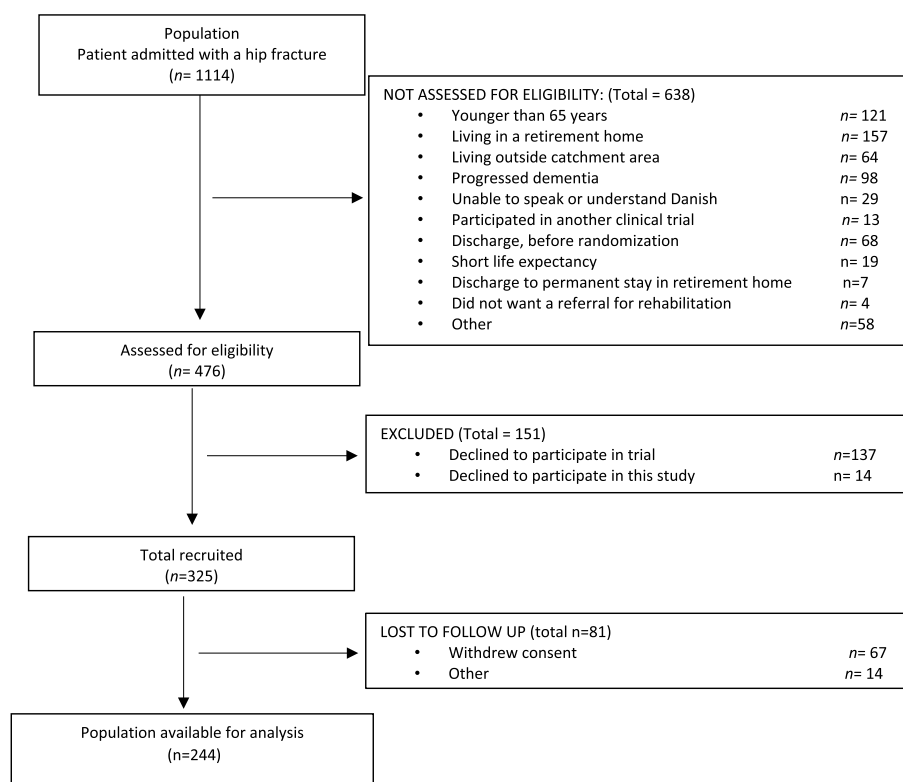 Population
Patient admitted with a hip fracture
(n= 1114)
NOT ASSESSED FOR ELIGIBILITY: (Total = 638)
• Younger than 65 years n= 121
• Living in a retirement home n= 157
• Living outside catchment area n= 64
• Progressed dementia n= 98
• Unable to speak or understand Danish n= 29
• Participated in another clinical trial n= 13
• Discharge, before randomization n= 68
• Short life expectancy n= 19
• Discharge to permanent stay in retirement home n=7
• Did not want a referral for rehabilitation n= 4
• Other n=58
Assessed for eligibility
(n= 476)
EXCLUDED (Total = 151)
• Declined to participate in trial n=137
• Declined to participate in this study n= 14
Total recruited
(n=325)
LOST TO FOLLOW UP (total n=81)
• Withdrew consent n= 67
• Other n= 14
Population available for analysis
(n=244)